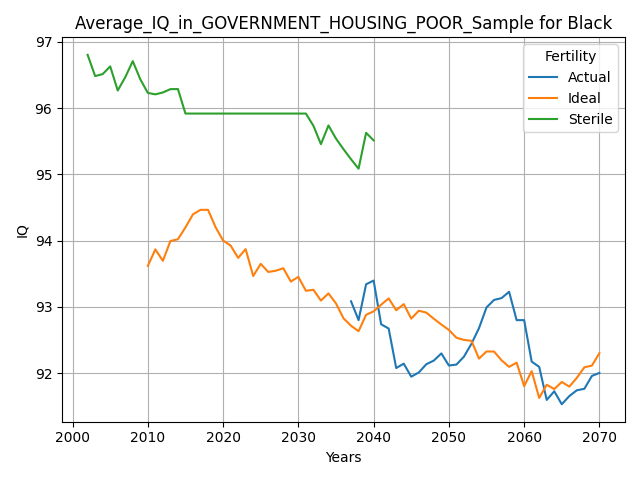 Average_IQ_in_GOVERNMENT_HOUSING_POOR_Sample for Black
97
96
95
94
93
92
IQ
Fertility
Actual
Ideal
Sterile
2000 2010 2020 2030 2040 2050 2060 2070
Years